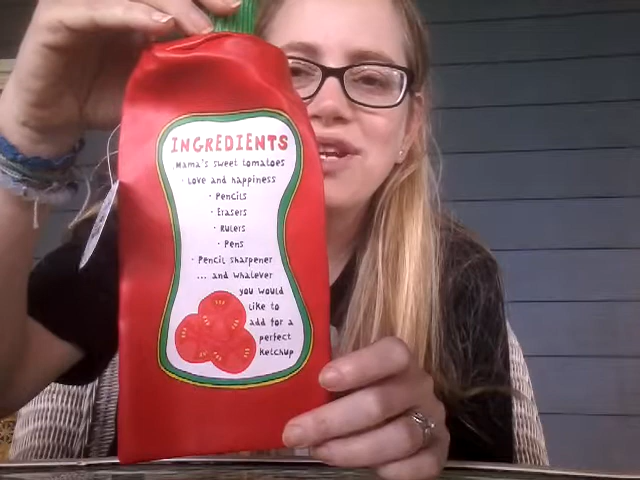 INGREDIENTS
Mama's sweet tomatoes
· Love and happiness
· Pencils
· Erasers
· Rulers
· Pens
· Pencil sharpener
... and whatever
you would
like to
add for a
perfect
ketchup